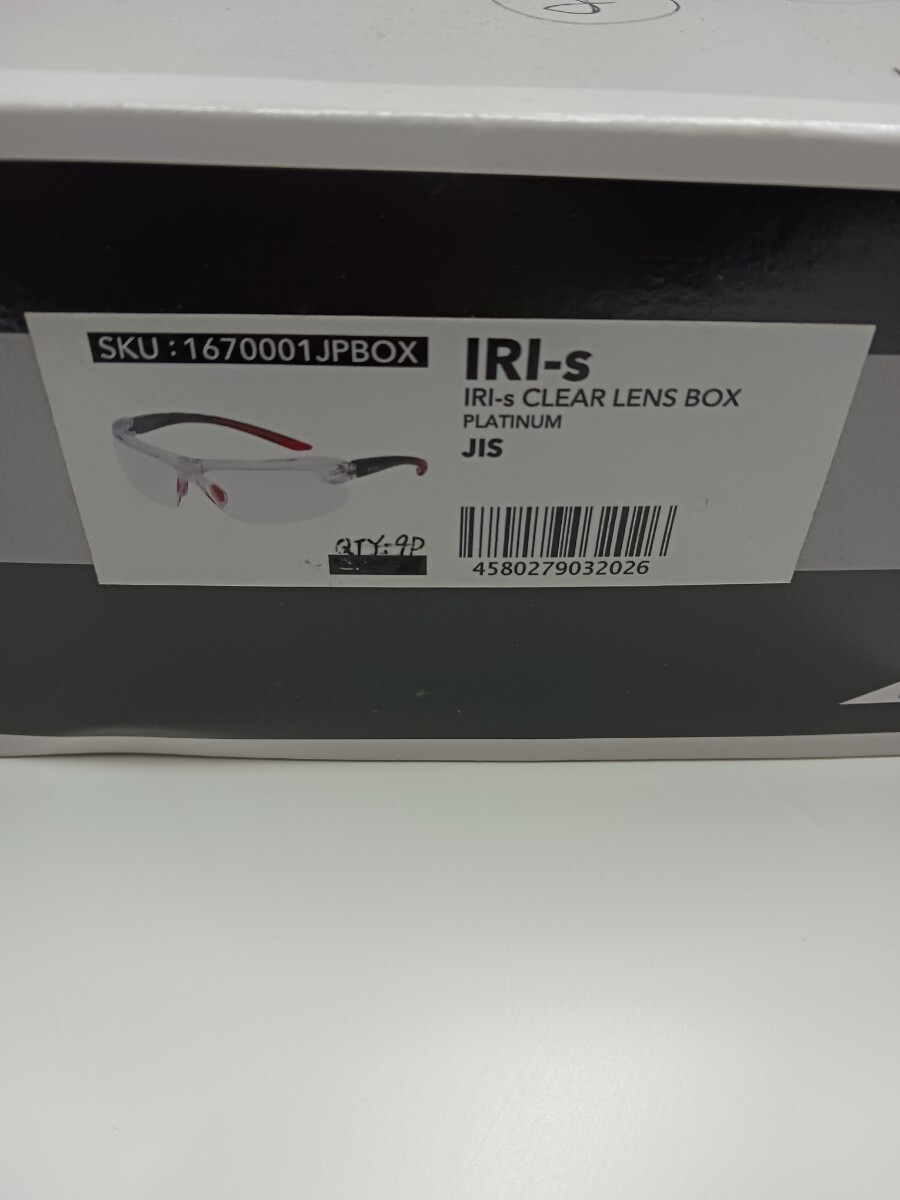 SKU : 1670001JPBOX
IRI-s
IRI-s CLEAR LENS BOX
PLATINUM
JIS
QTY:9P
4580279032026